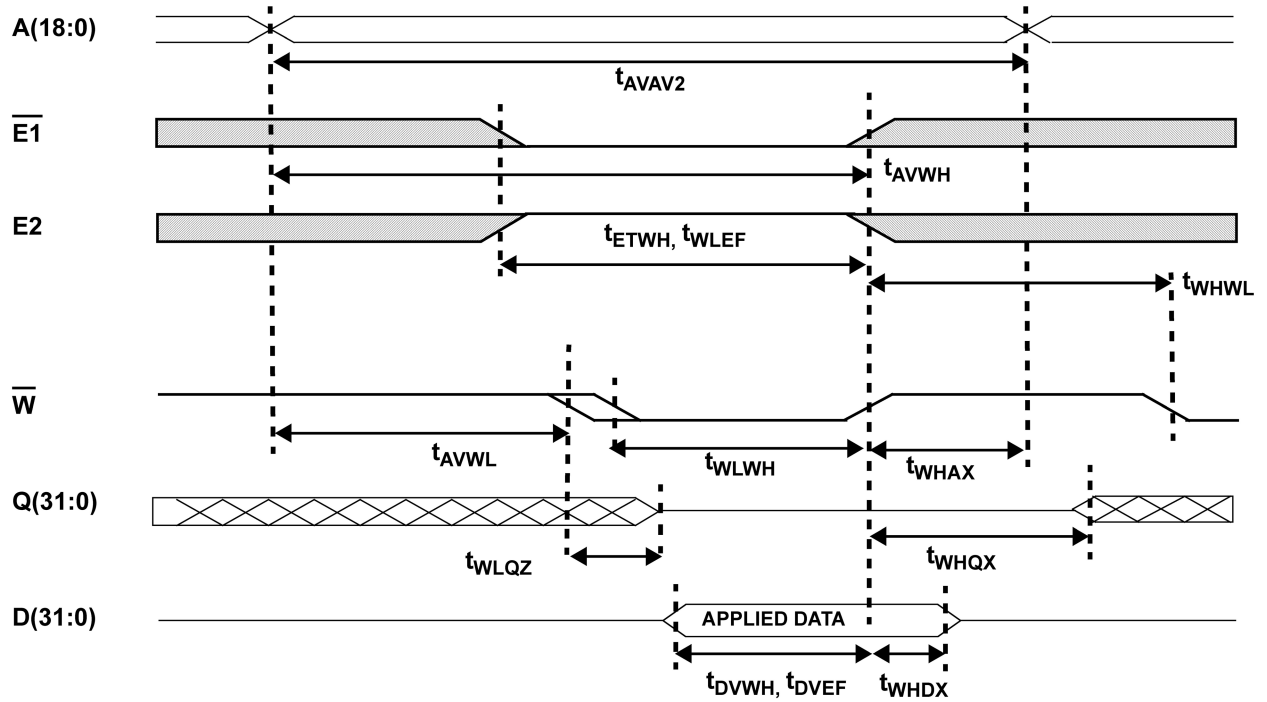 A(18:0)
tAVAV2
E1
tAVWH
E2
tETWH, tWLEF
tWHWL
W
tAVWL
tWLWH
tWHAX
Q(31:0)
tWLQZ
tWHQX
D(31:0)
APPLIED DATA
tDVWH, tDVEF
tWHDX